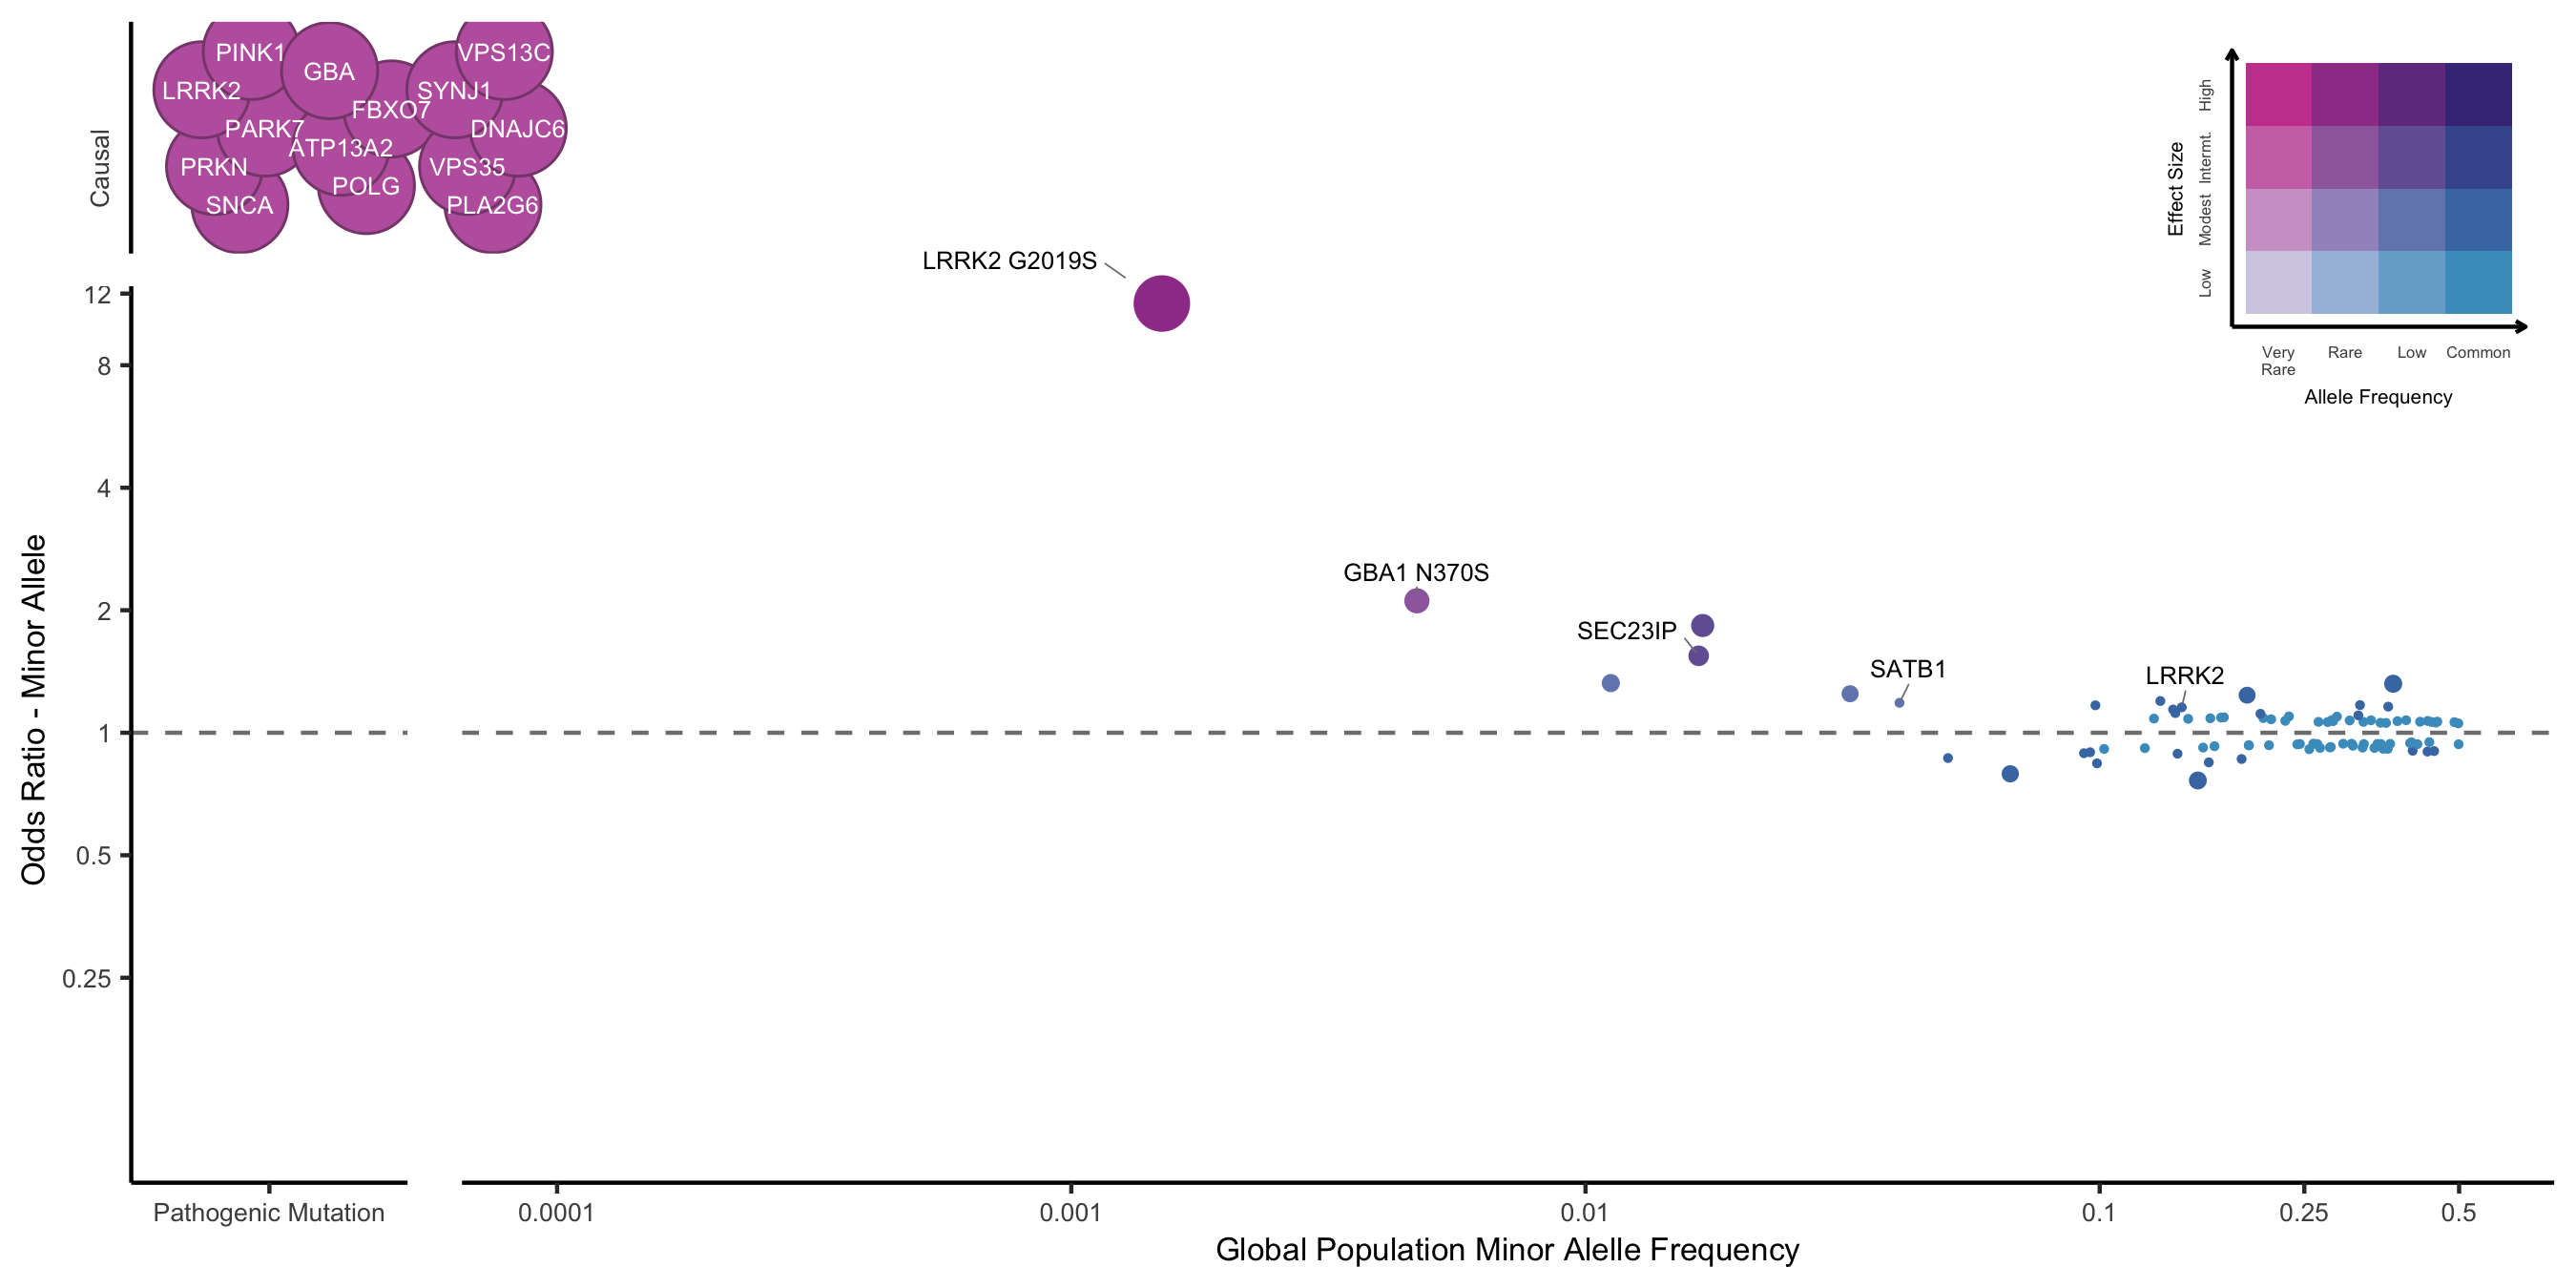 Causal
PINK1
GBA
VPS13C
LRRK2
SYNJ1
FBXO7
PARK7
DNAJC6
ATP13A2
PRKN
VPS35
POLG
SNCA
PLA2G6
Effect Size
High
Intermt.
Modest
Low
Very
Rare
Rare
Low
Common
Allele Frequency
LRRK2 G2019S
GBA1 N370S
SEC23IP
SATB1
LRRK2
Odds Ratio - Minor Allele
12
8
4
2
1
0.5
0.25
Pathogenic Mutation
0.0001
0.001
0.01
0.1
0.25
0.5
Global Population Minor Alelle Frequency